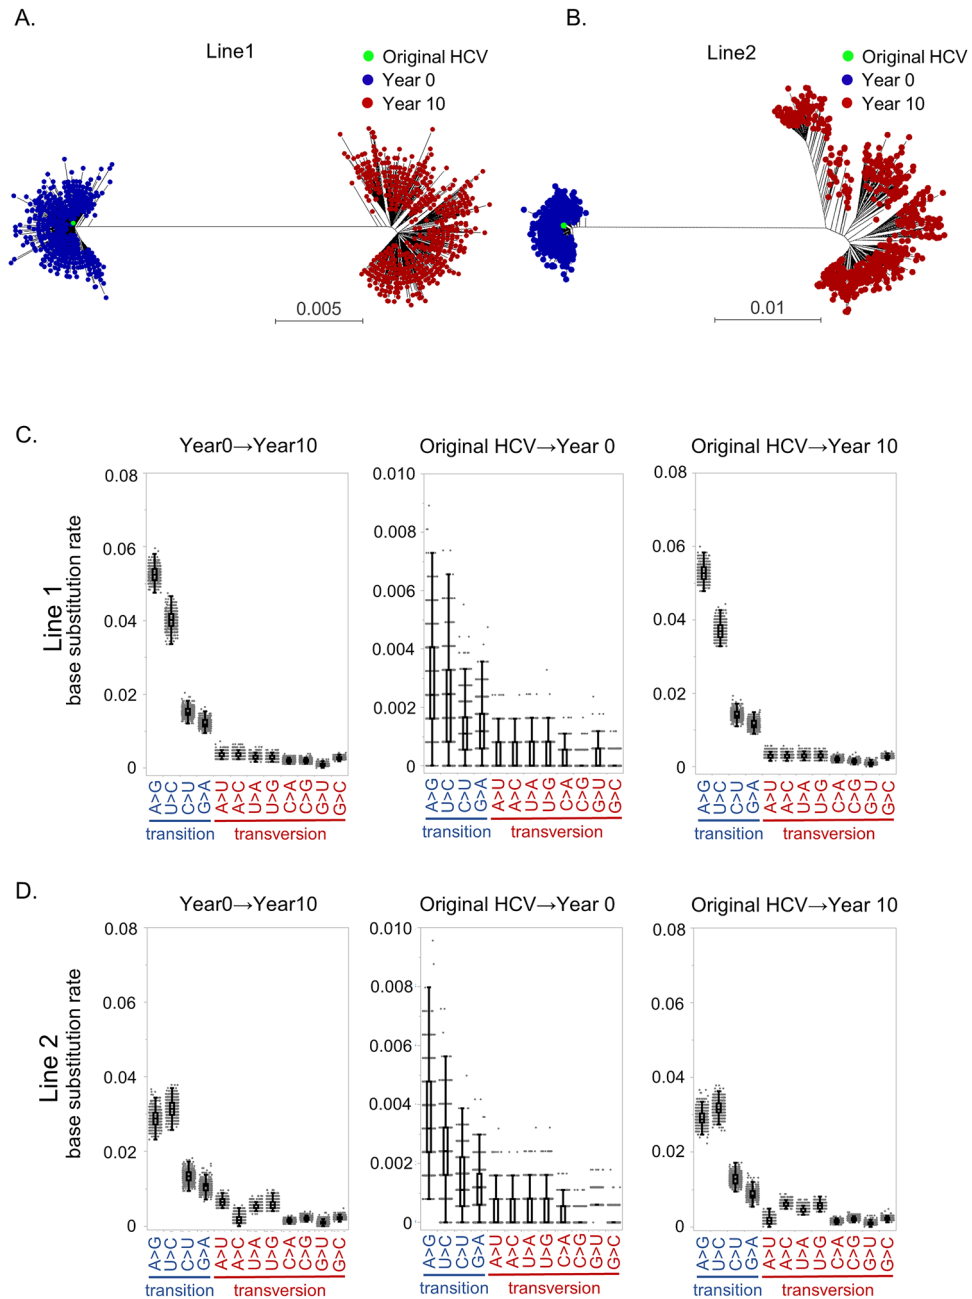 A.
Line1
Original HCV
Year 0
Year 10
0.005
B.
Line2
Original HCV
Year 0
Year 10
0.01
C.
Line 1
base substitution rate
Year0→Year10
0.08
0.06
0.04
0.02
0
A>G U>C C>U G>A A>U A>C U>A U>G C>A C>G G>U G>C
transition transversion
Original HCV→Year 0
0.010
0.008
0.006
0.004
0.002
0
A>G U>C C>U G>A A>U A>C U>A U>G C>A C>G G>U G>C
transition transversion
Original HCV→Year 10
0.08
0.06
0.04
0.02
0
A>G U>C C>U G>A A>U A>C U>A U>G C>A C>G G>U G>C
transition transversion
D.
Line 2
base substitution rate
Year0→Year10
0.08
0.06
0.04
0.02
0
A>G U>C C>U G>A A>U A>C U>A U>G C>A C>G G>U G>C
transition transversion
Original HCV→Year 0
0.010
0.008
0.006
0.004
0.002
0
A>G U>C C>U G>A A>U A>C U>A U>G C>A C>G G>U G>C
transition transversion
Original HCV→Year 10
0.08
0.06
0.04
0.02
0
A>G U>C C>U G>A A>U A>C U>A U>G C>A C>G G>U G>C
transition transversion